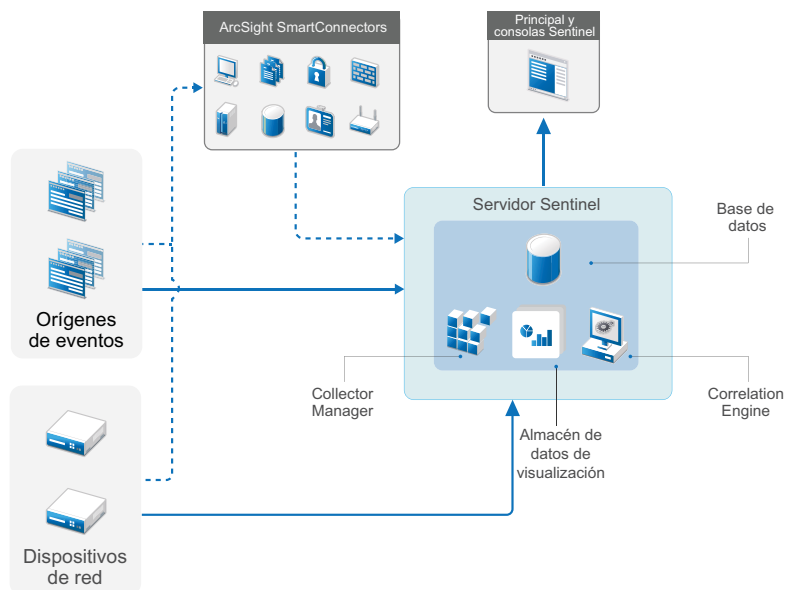 ArcSight SmartConnectors
Principal y
consolas Sentinel
Servidor Sentinel
Base de
datos
Orígenes
de eventos
Collector
Manager
Almacén de
datos de
visualización
Correlation
Engine
Dispositivos
de red